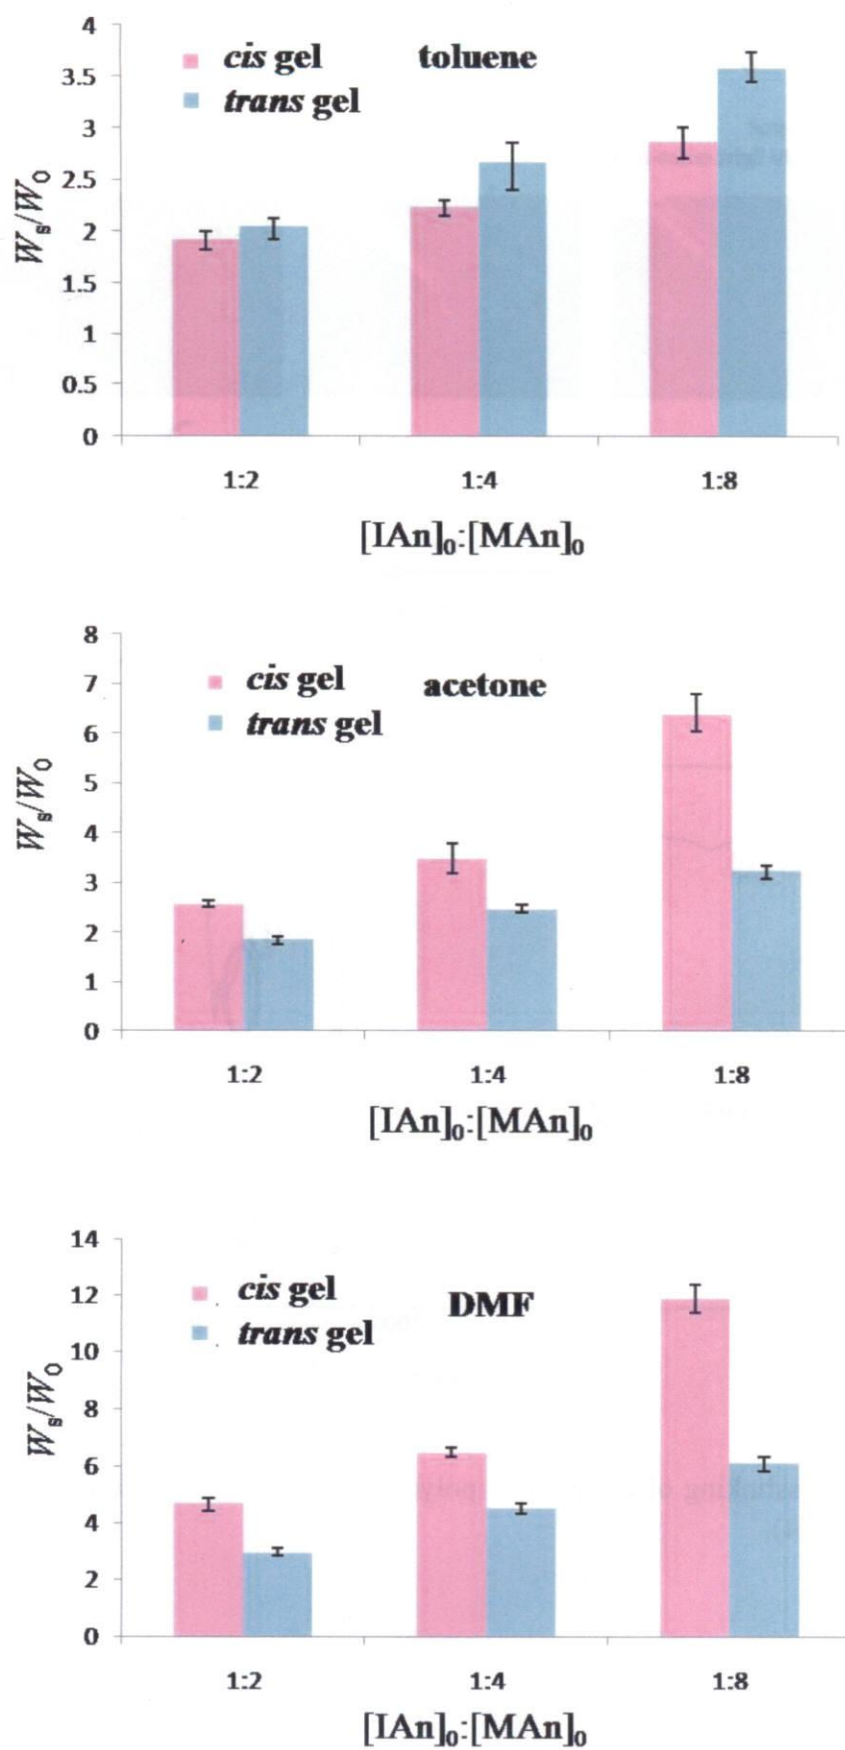 4
3.5
3
2.5
2
1.5
1
0.5
0
Ws/W0
cis gel
trans gel
toluene
1:2 1:4 1:8
[IAn]0:[MAn]0
8
7
6
5
4
3
2
1
0
Ws/W0
cis gel
trans gel
acetone
1:2 1:4 1:8
[IAn]0:[MAn]0
14
12
10
8
6
4
2
0
Ws/W0
cis gel
trans gel
DMF
1:2 1:4 1:8
[IAn]0:[MAn]0